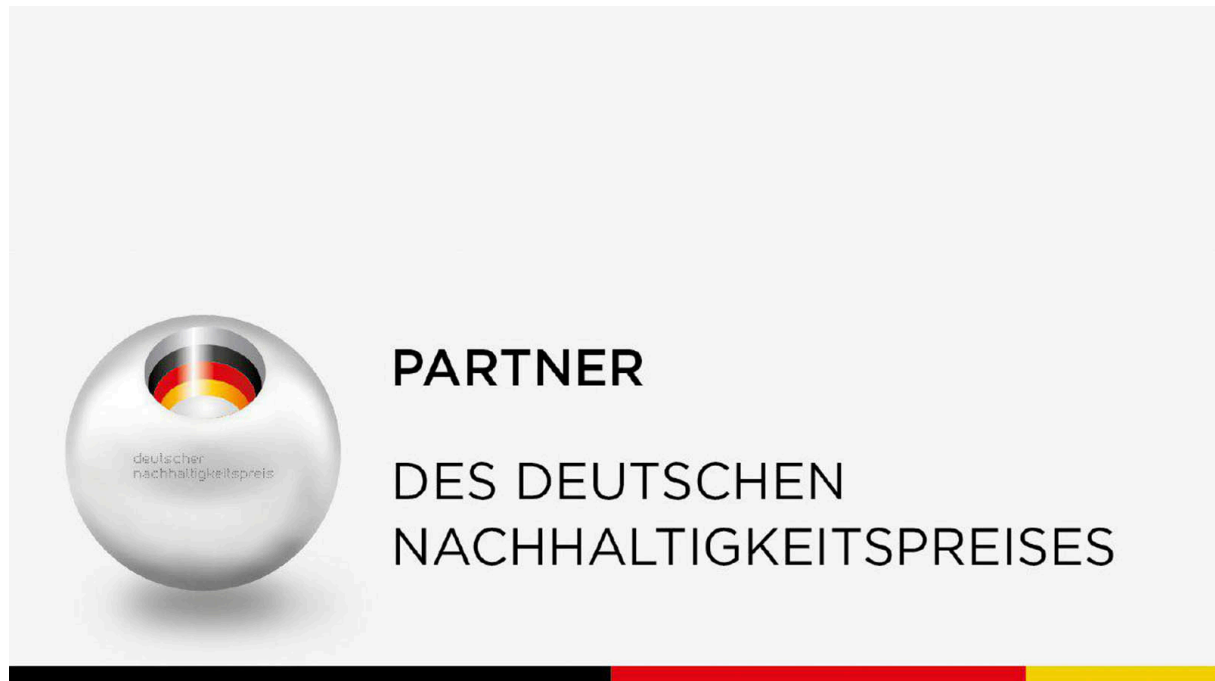 deutscher
nachhaltigkeitspreis
PARTNER
DES DEUTSCHEN
NACHHALTIGKEITSPREISES